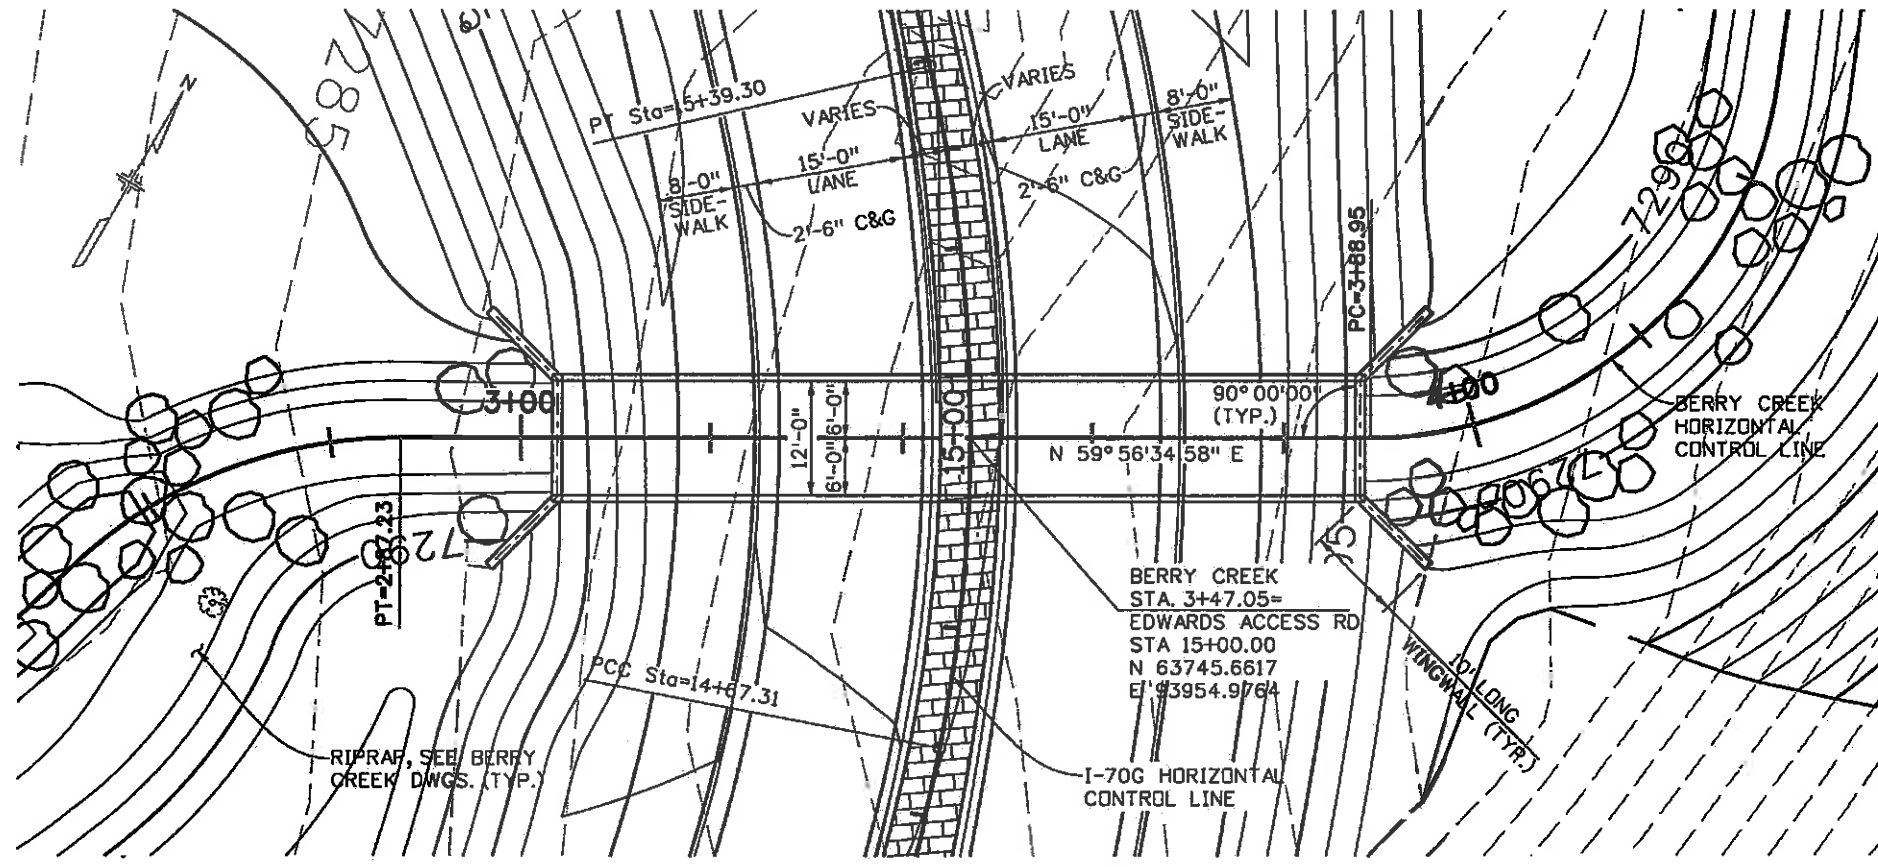 N
PT Sta=15+39.30
VARIES
VARIES
8'-0"
SIDE-
WALK
15'-0"
LANE
15'-0"
LANE
8'-0"
SIDE-
WALK
2'-6" C&G
2'-6" C&G
PC=3+88.95
3+00
4+00
12'-0"
6'-0"
6'-0"
15+00
90° 00'00"
(TYP.)
N 59° 56'34.58" E
BERRY CREEK
HORIZONTAL
CONTROL LINE
PT=2+87.23
BERRY CREEK
STA. 3+47.05=
EDWARDS ACCESS RD
STA 15+00.00
N 63745.6617
E 93954.9764
10' LONG
WINGWALL (TYP.)
PCC Sta=14+67.31
RIPRAP, SEE BERRY
CREEK DWGS. (TYP.)
I-70G HORIZONTAL
CONTROL LINE